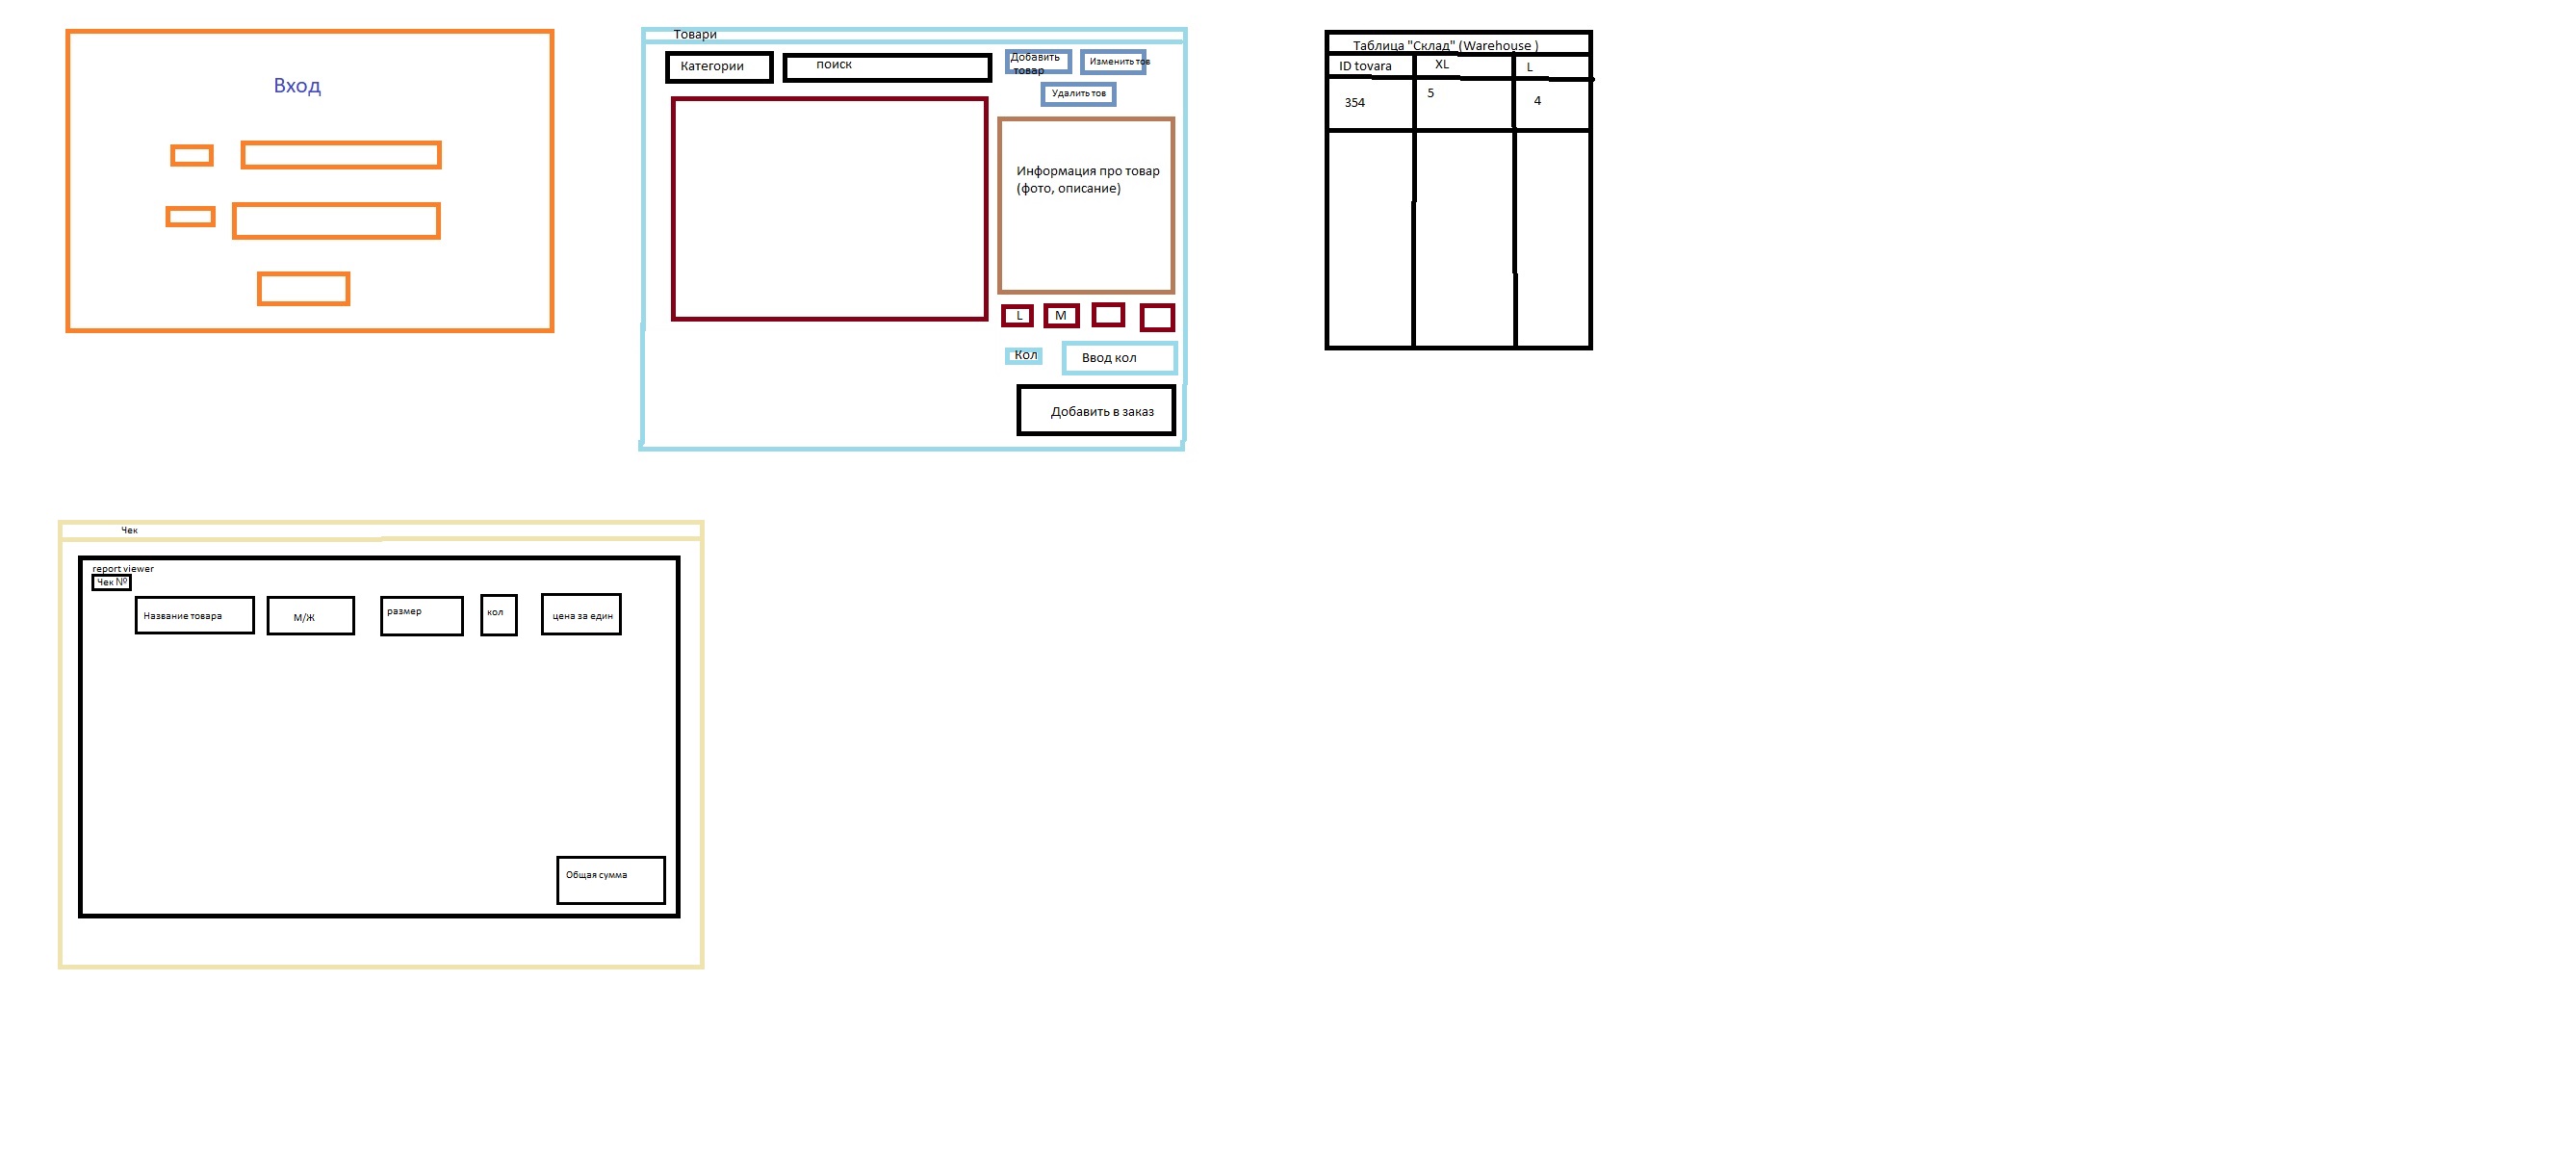 Вход
Товари
Категории
поиск
Добавить
товар
Изменить тов
Удалить тов
Информация про товар
(фото, описание)
L
M
Кол
Ввод кол
Добавить в заказ
Таблица "Склад" (Warehouse )
ID tovara
XL
L
354
5
4
Чек
report viewer
Чек №
Название товара
М/Ж
размер
кол
цена за един
Общая сумма